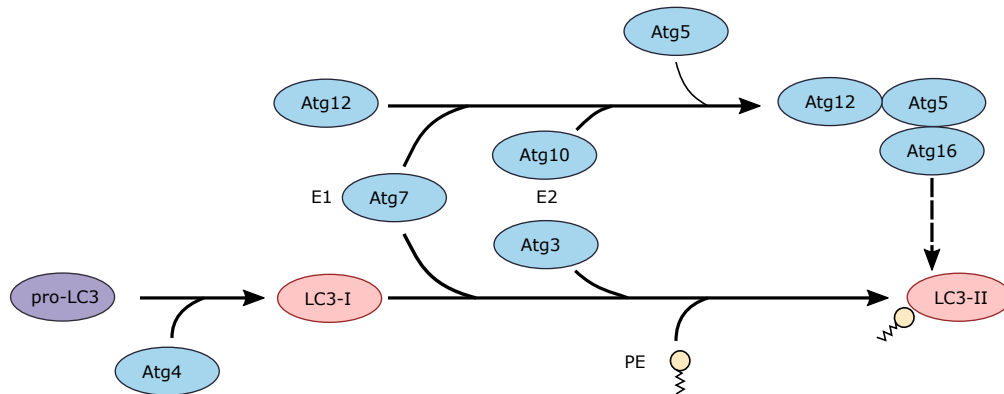 Atg5
Atg12
Atg12
Atg5
Atg10
Atg16
E1
Atg7
E2
Atg3
pro-LC3
LC3-I
LC3-II
PE
Atg4